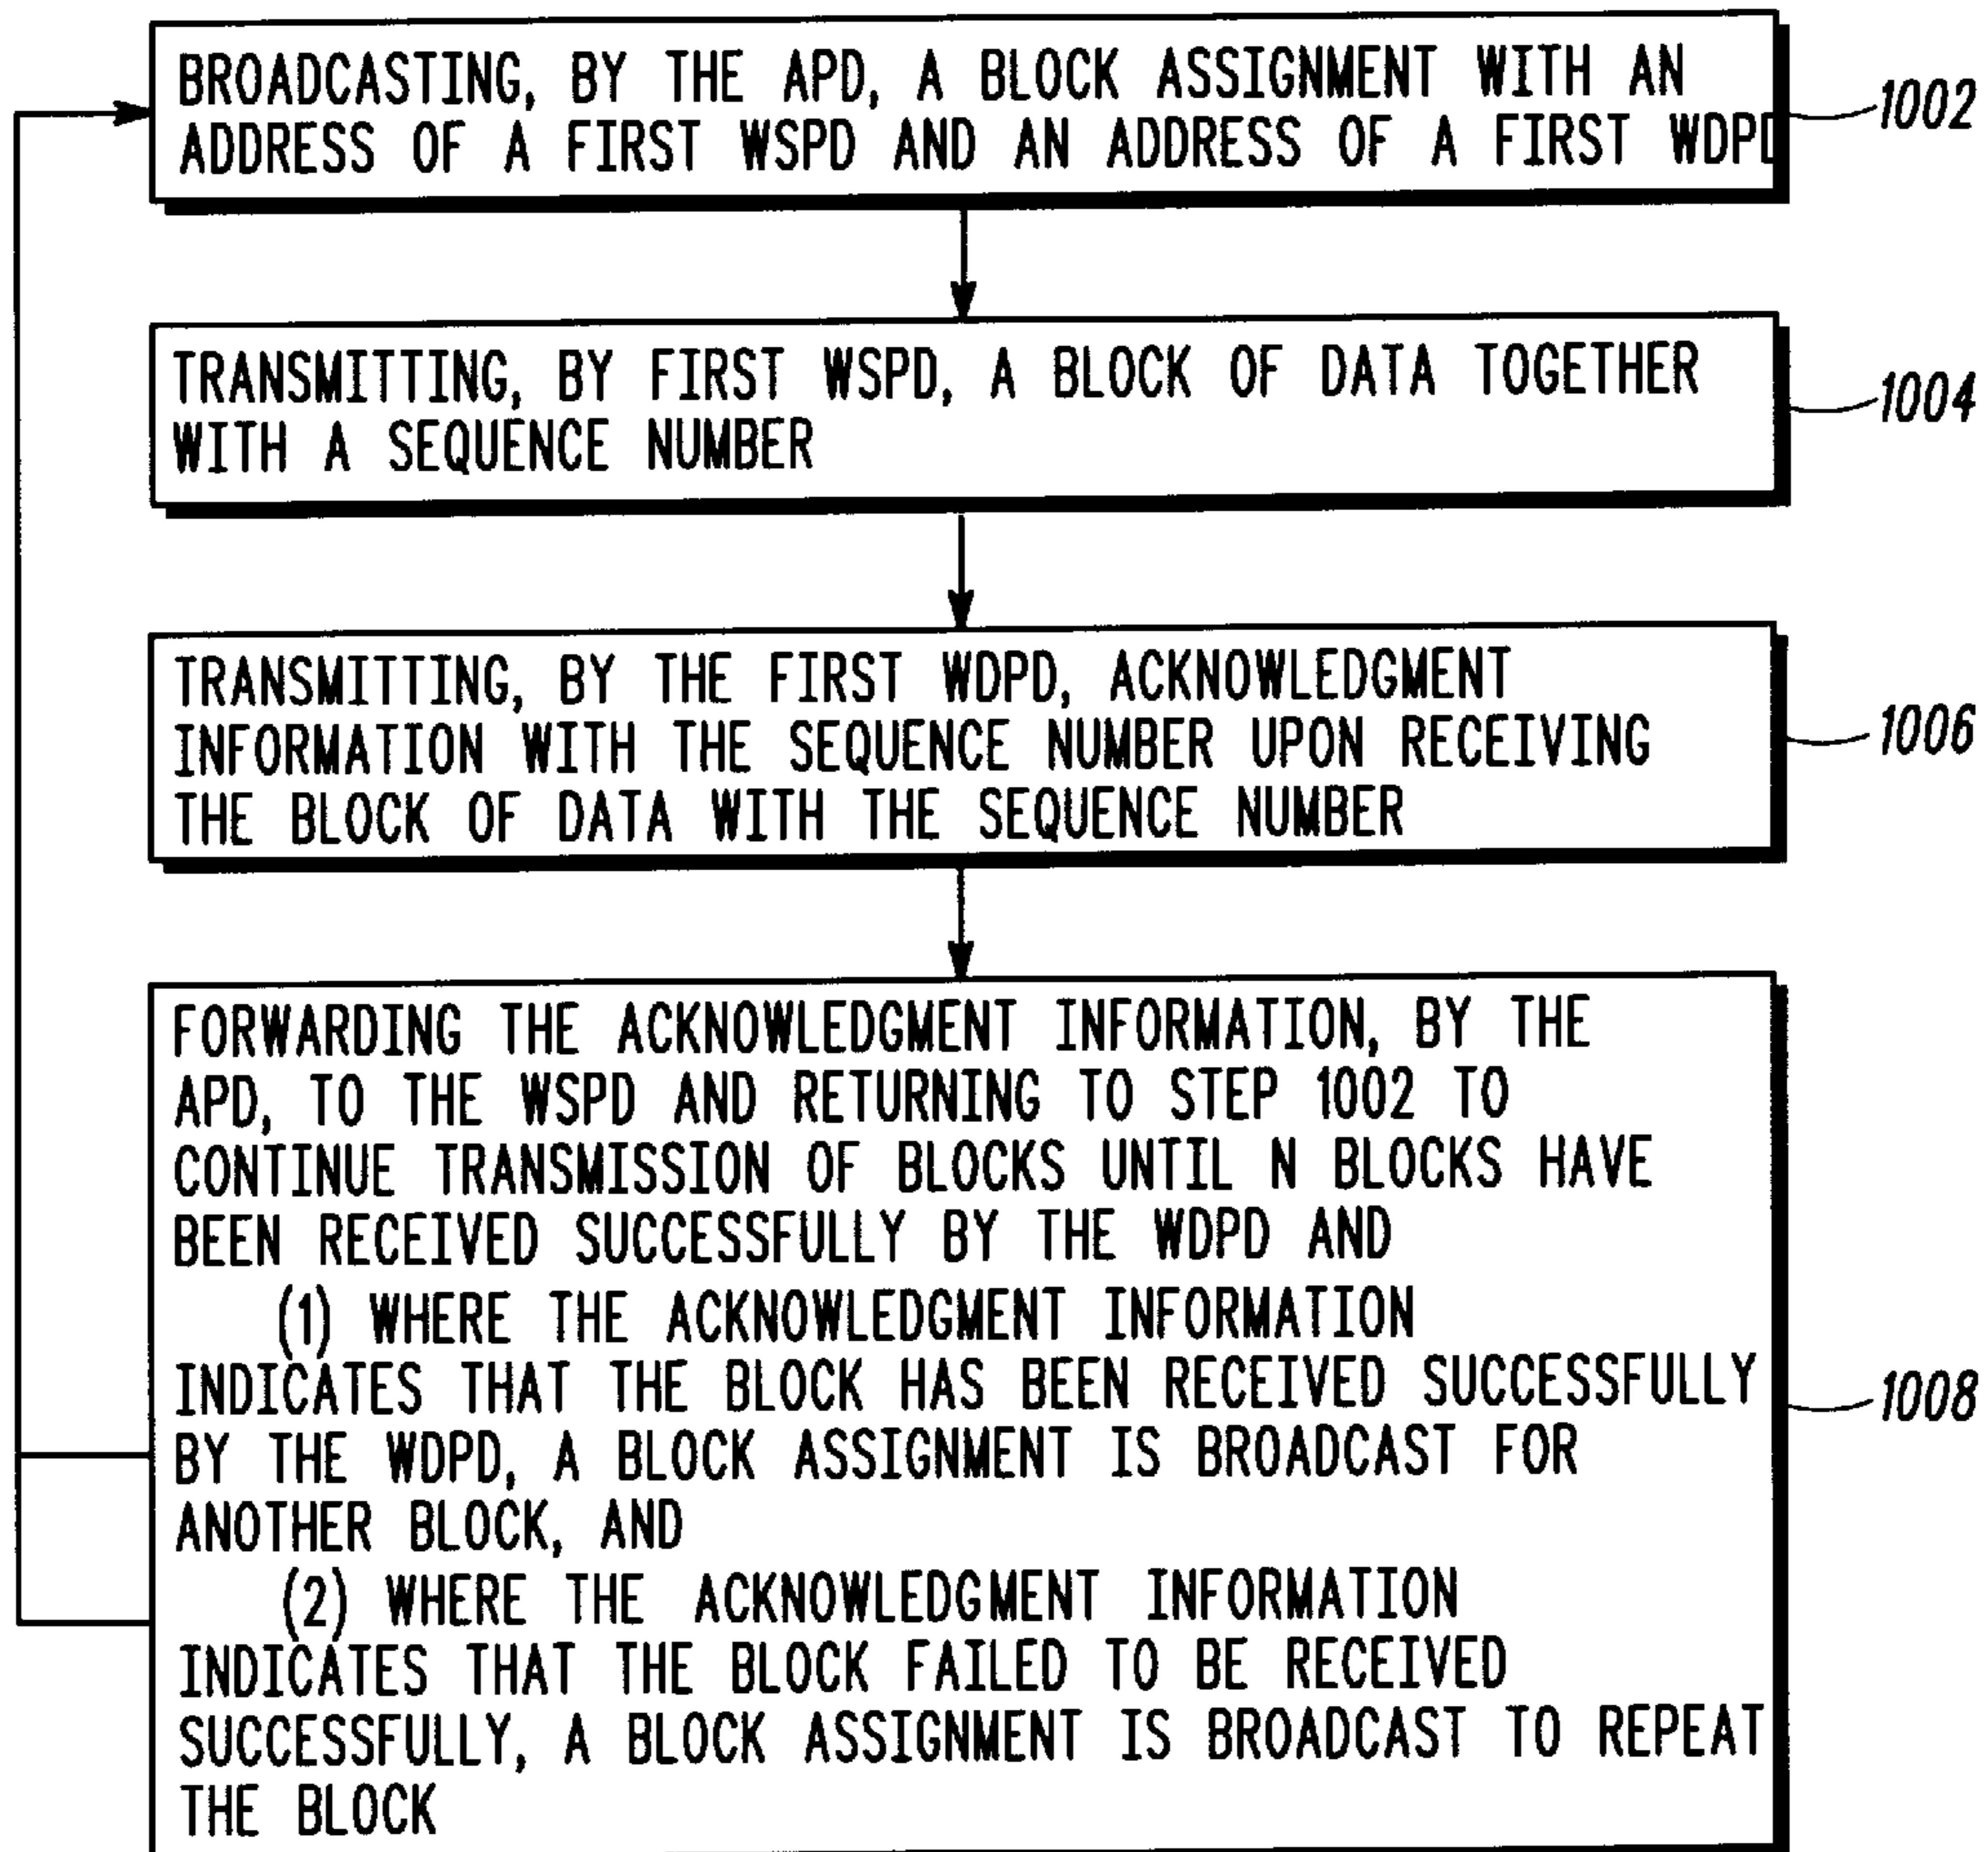 BROADCASTING, BY THE APD, A BLOCK ASSIGNMENT WITH AN
ADDRESS OF A FIRST WSPD AND AN ADDRESS OF A FIRST WDPD
1002
TRANSMITTING, BY FIRST WSPD, A BLOCK OF DATA TOGETHER
WITH A SEQUENCE NUMBER
1004
TRANSMITTING, BY THE FIRST WDPD, ACKNOWLEDGMENT
INFORMATION WITH THE SEQUENCE NUMBER UPON RECEIVING
THE BLOCK OF DATA WITH THE SEQUENCE NUMBER
1006
FORWARDING THE ACKNOWLEDGMENT INFORMATION, BY THE
APD, TO THE WSPD AND RETURNING TO STEP 1002 TO
CONTINUE TRANSMISSION OF BLOCKS UNTIL N BLOCKS HAVE
BEEN RECEIVED SUCCESSFULLY BY THE WDPD AND
(1) WHERE THE ACKNOWLEDGMENT INFORMATION
INDICATES THAT THE BLOCK HAS BEEN RECEIVED SUCCESSFULLY
BY THE WDPD, A BLOCK ASSIGNMENT IS BROADCAST FOR
ANOTHER BLOCK, AND
(2) WHERE THE ACKNOWLEDGMENT INFORMATION
INDICATES THAT THE BLOCK FAILED TO BE RECEIVED
SUCCESSFULLY, A BLOCK ASSIGNMENT IS BROADCAST TO REPEAT
THE BLOCK
1008